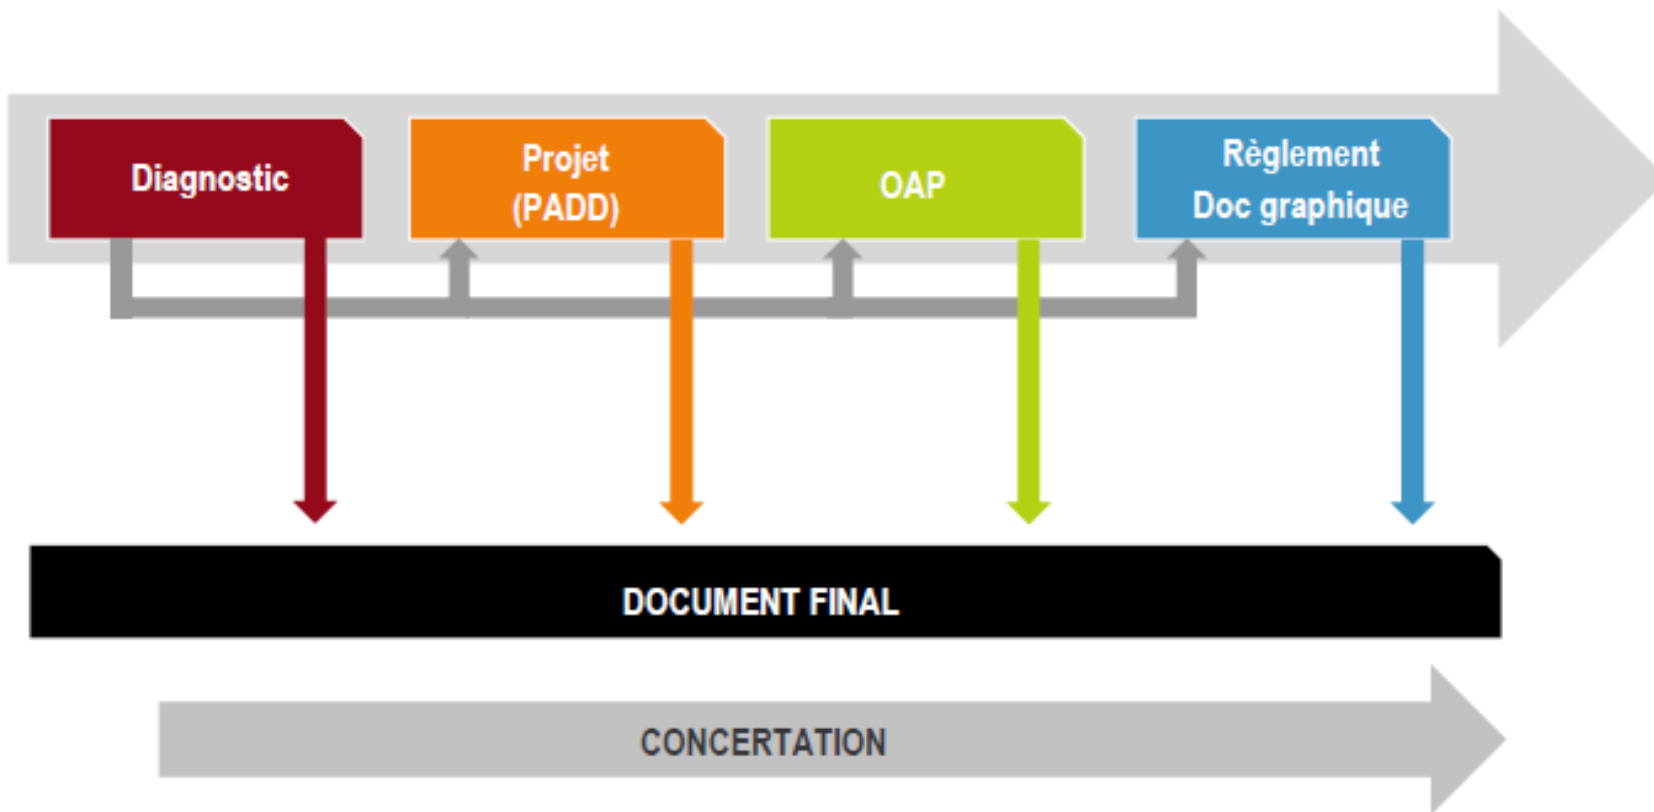 Diagnostic
Projet
(PADD)
OAP
Règlement
Doc graphique
DOCUMENT FINAL
CONCERTATION